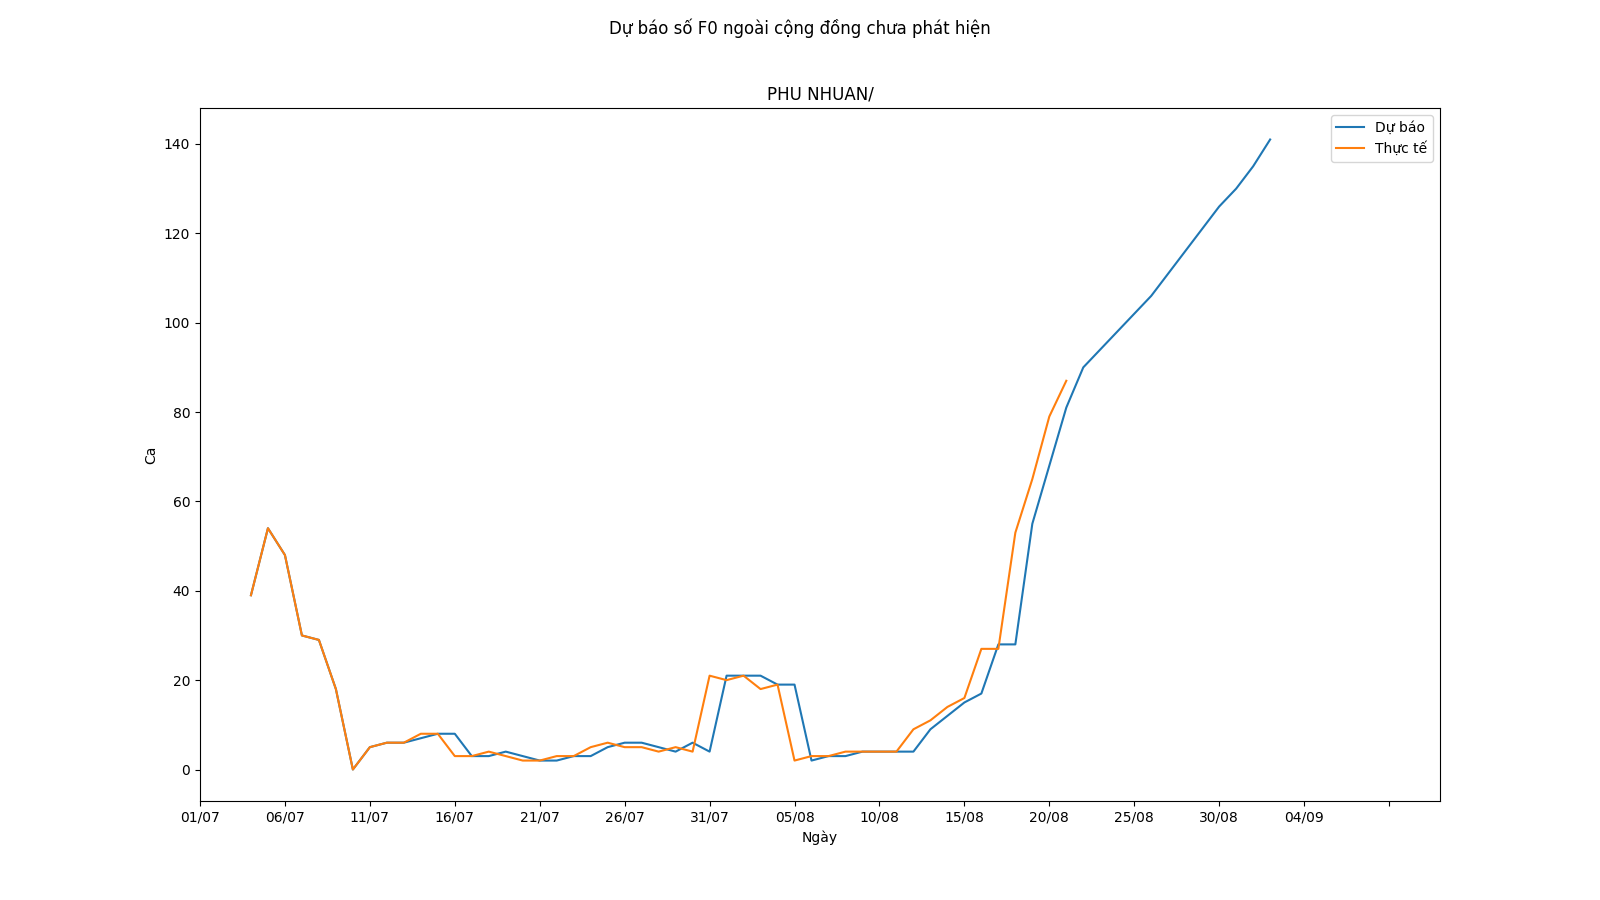 Dự báo số F0 ngoài cộng đồng chưa phát hiện
PHU NHUAN/
Dự báo
Thực tế
140
120
100
80
60
40
20
0
Ca
01/07 06/07 11/07 16/07 21/07 26/07 31/07 05/08 10/08 15/08 20/08 25/08 30/08 04/09
Ngày